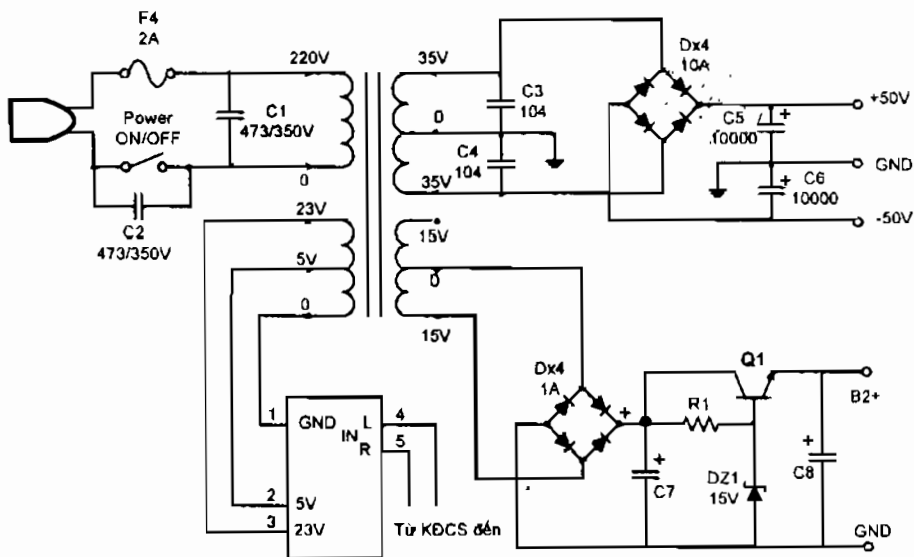 F4
2A
220V
C1
473/350V
Power
ON/OFF
0
C2
473/350V
35V
C3
104
0
C4
104
35V
Dx4
10A
+50V
C5
10000
GND
C6
10000
-50V
23V
5V
0
15V
0
15V
1
GND
IN
L
R
4
5
2
5V
3
23V
Từ KĐCS đến
Dx4
1A
+
+
C7
R1
Q1
DZ1
15V
+
C8
B2+
GND
+
+